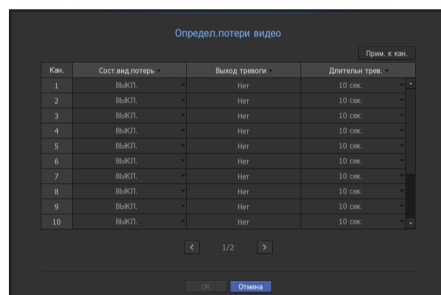 Определ.потери видео
Прим. к кан.
Кан. Сост.вид.потерь Выход тревоги Длительн трев.
1 ВЫКЛ. Нет 10 сек.
2 ВЫКЛ. Нет 10 сек.
3 ВЫКЛ. Нет 10 сек.
4 ВЫКЛ. Нет 10 сек.
5 ВЫКЛ. Нет 10 сек.
6 ВЫКЛ. Нет 10 сек.
7 ВЫКЛ. Нет 10 сек.
8 ВЫКЛ. Нет 10 сек.
9 ВЫКЛ. Нет 10 сек.
10 ВЫКЛ. Нет 10 сек.
< 1/2 >
ОК Отмена